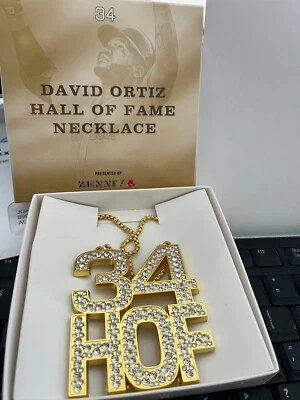 34
DAVID ORTIZ
HALL OF FAME
NECKLACE
PRESENTED BY
ZENNI
34
HOF